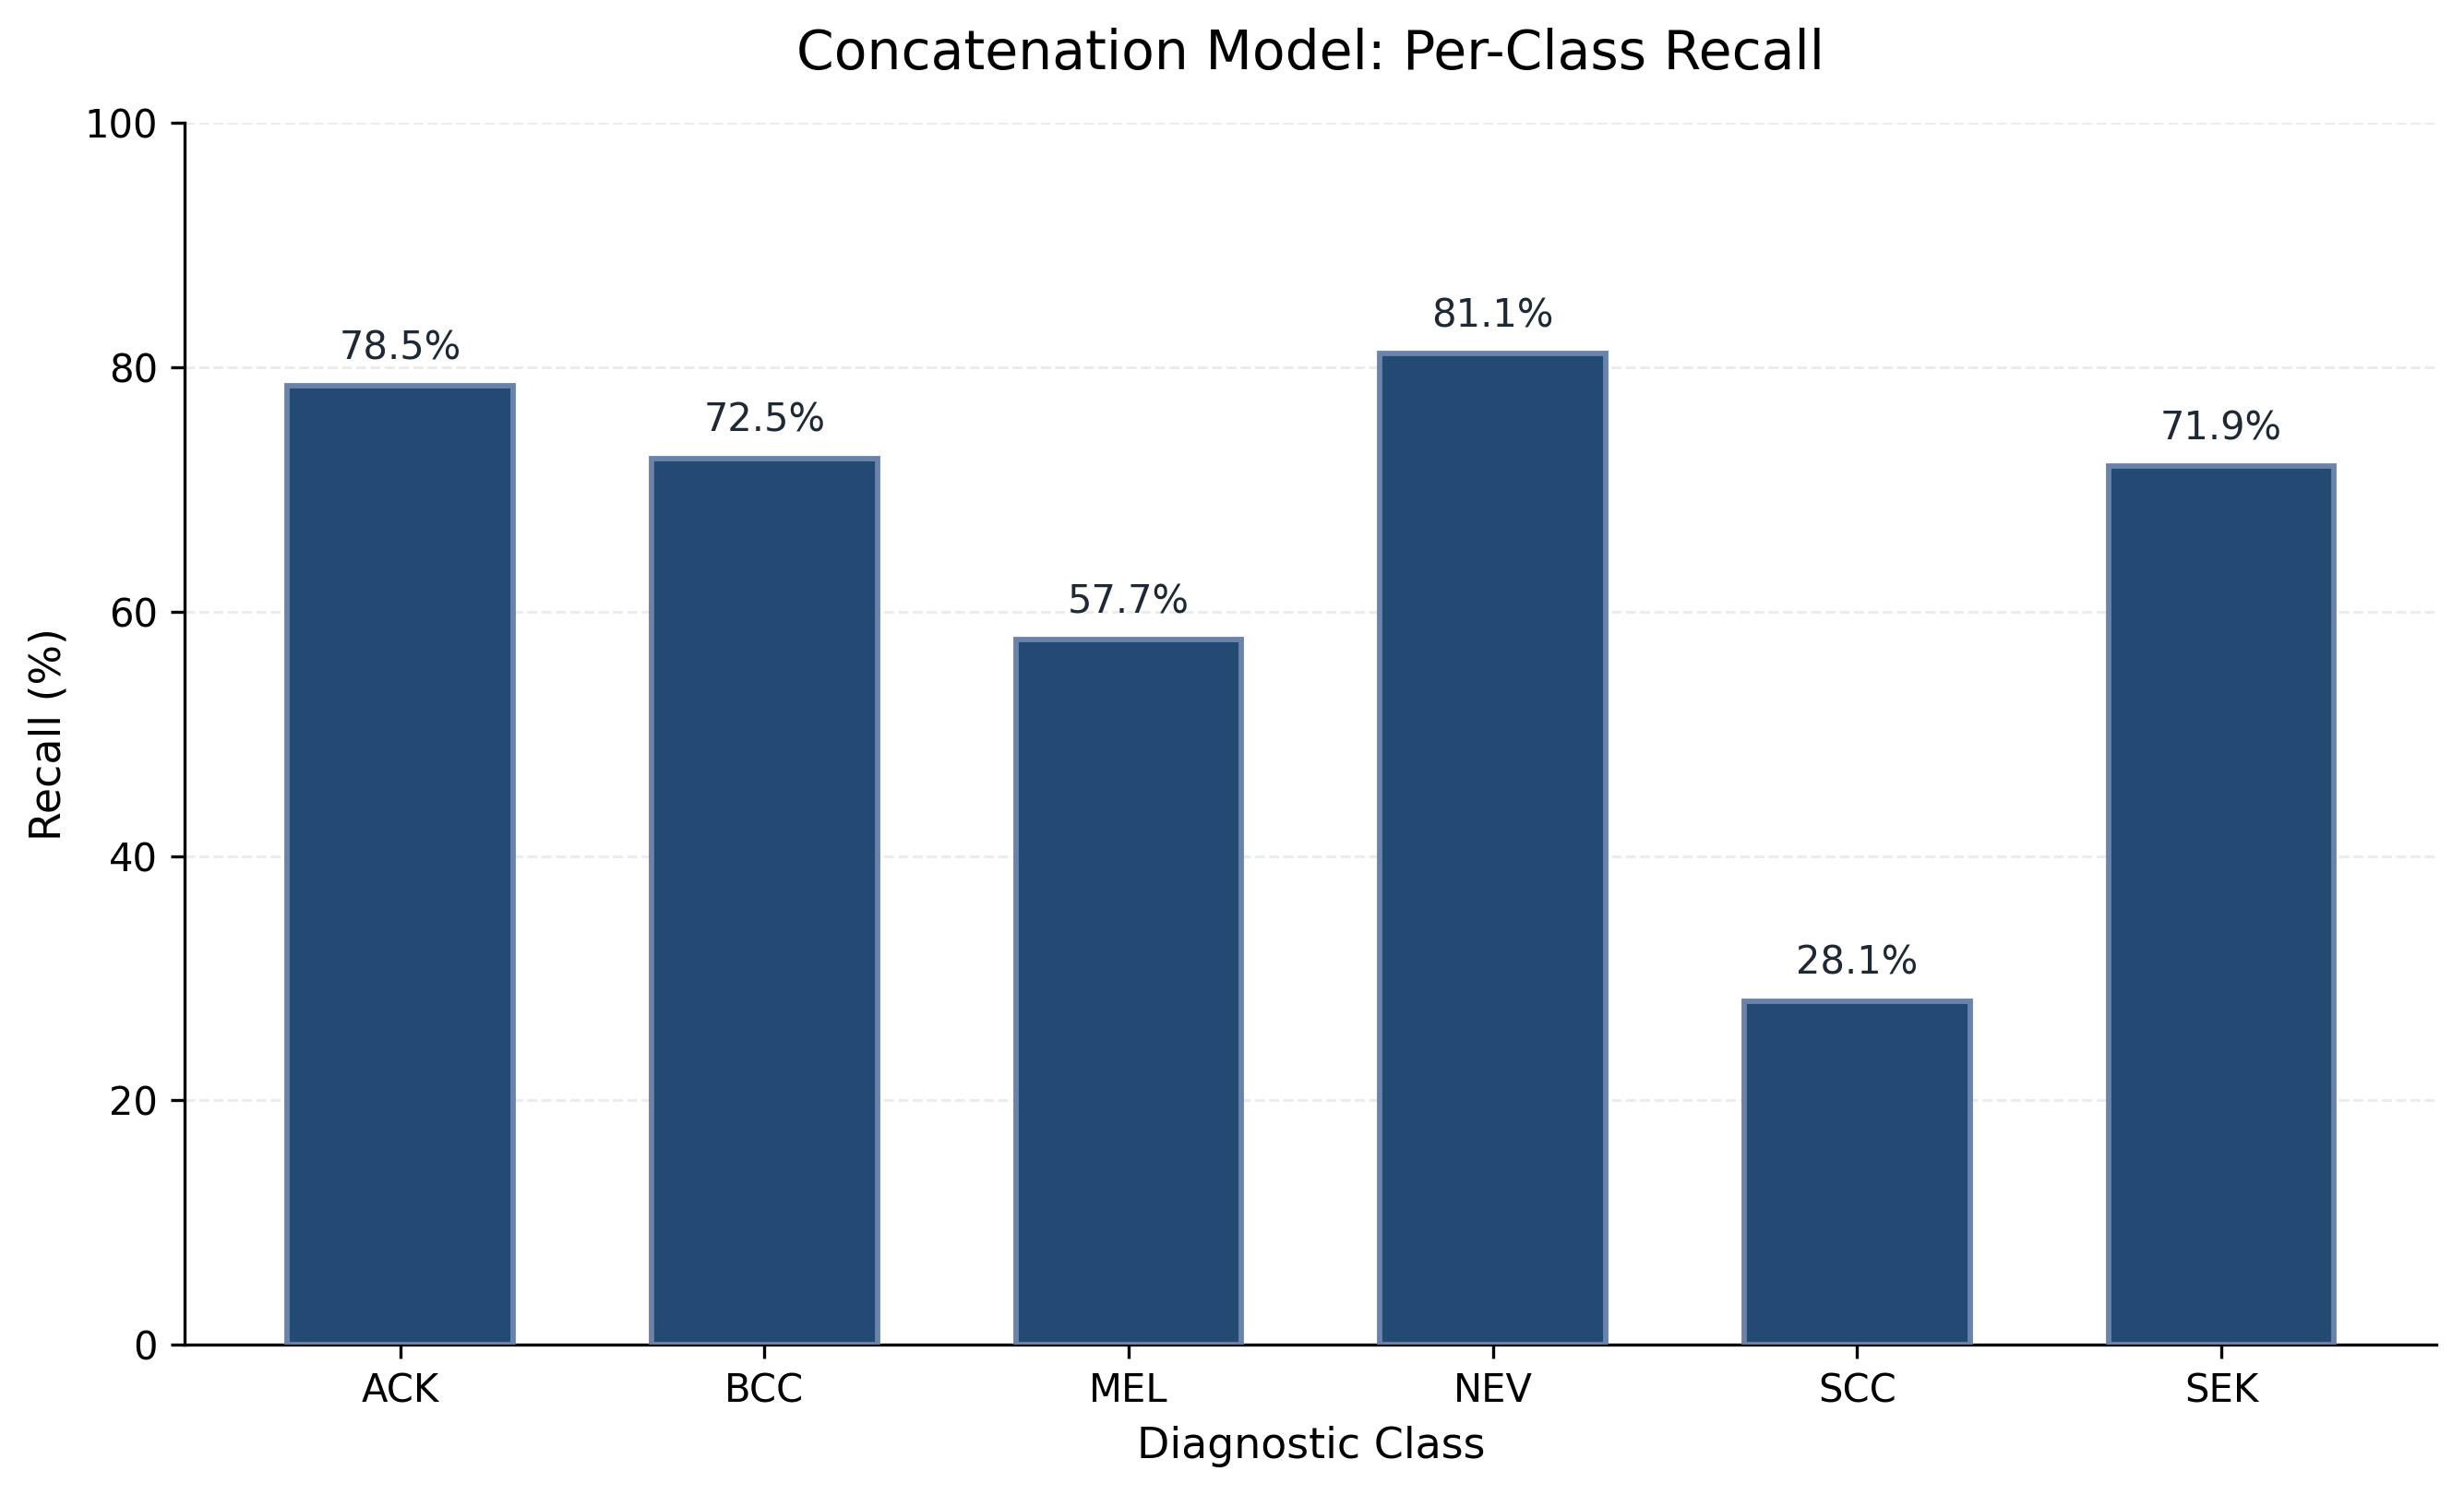 Concatenation Model: Per-Class Recall
100
80
60
40
20
0
Recall (%)
78.5%
72.5%
57.7%
81.1%
28.1%
71.9%
ACK
BCC
MEL
NEV
SCC
SEK
Diagnostic Class